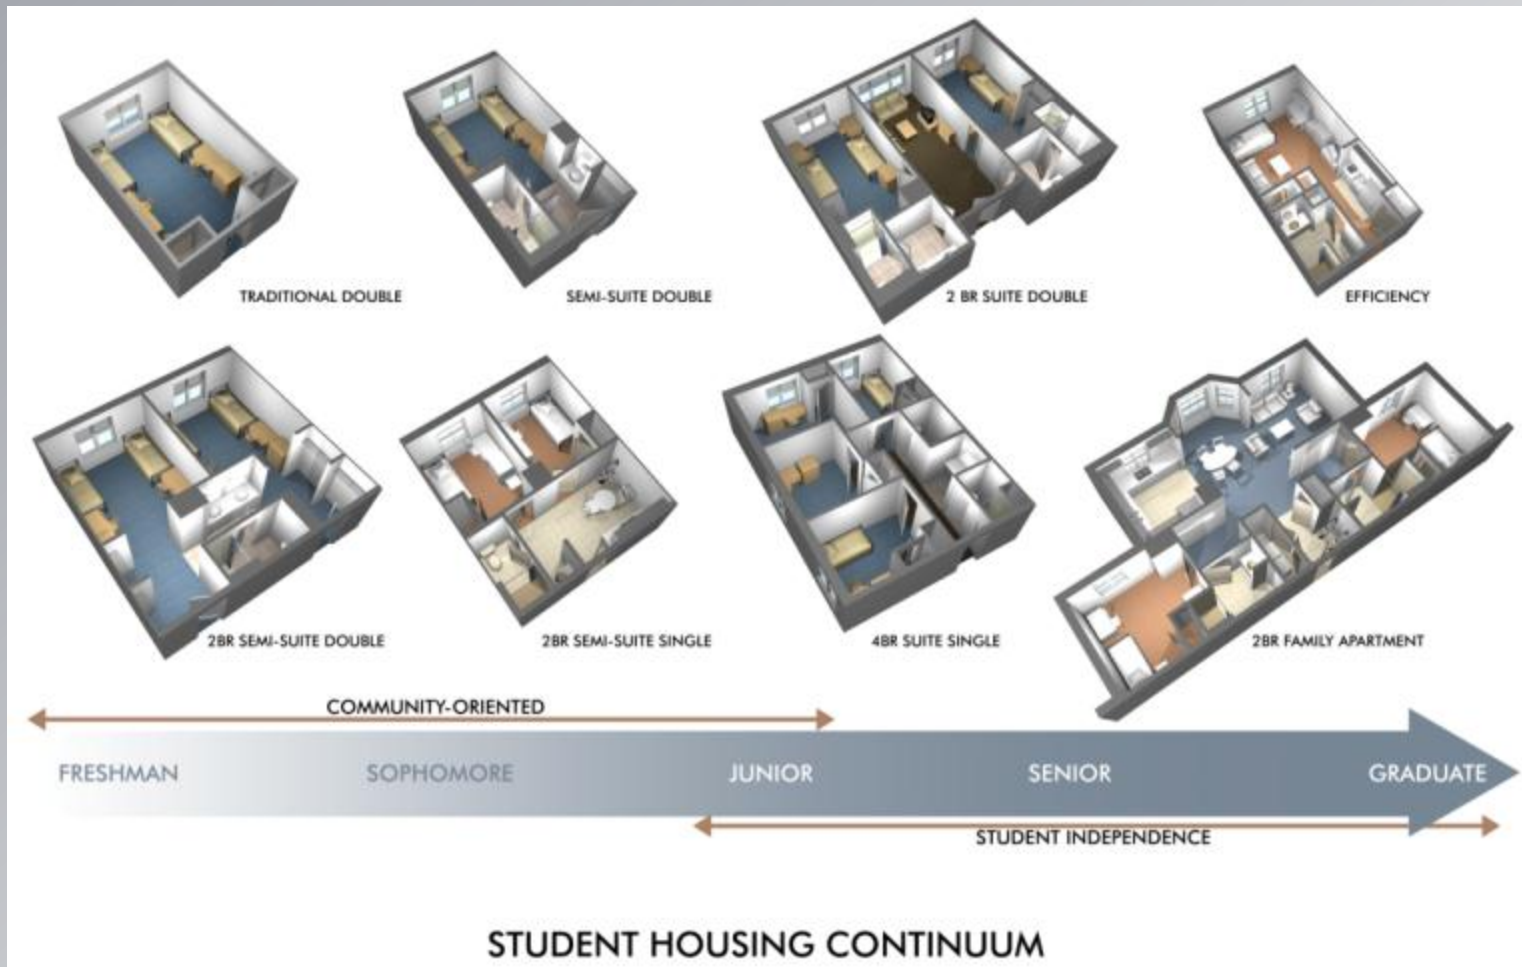 TRADITIONAL DOUBLE
SEMI-SUITE DOUBLE
2 BR SUITE DOUBLE
EFFICIENCY
2BR SEMI-SUITE DOUBLE
2BR SEMI-SUITE SINGLE
4BR SUITE SINGLE
2BR FAMILY APARTMENT
COMMUNITY-ORIENTED
FRESHMAN
SOPHOMORE
JUNIOR
SENIOR
GRADUATE
STUDENT INDEPENDENCE
STUDENT HOUSING CONTINUUM